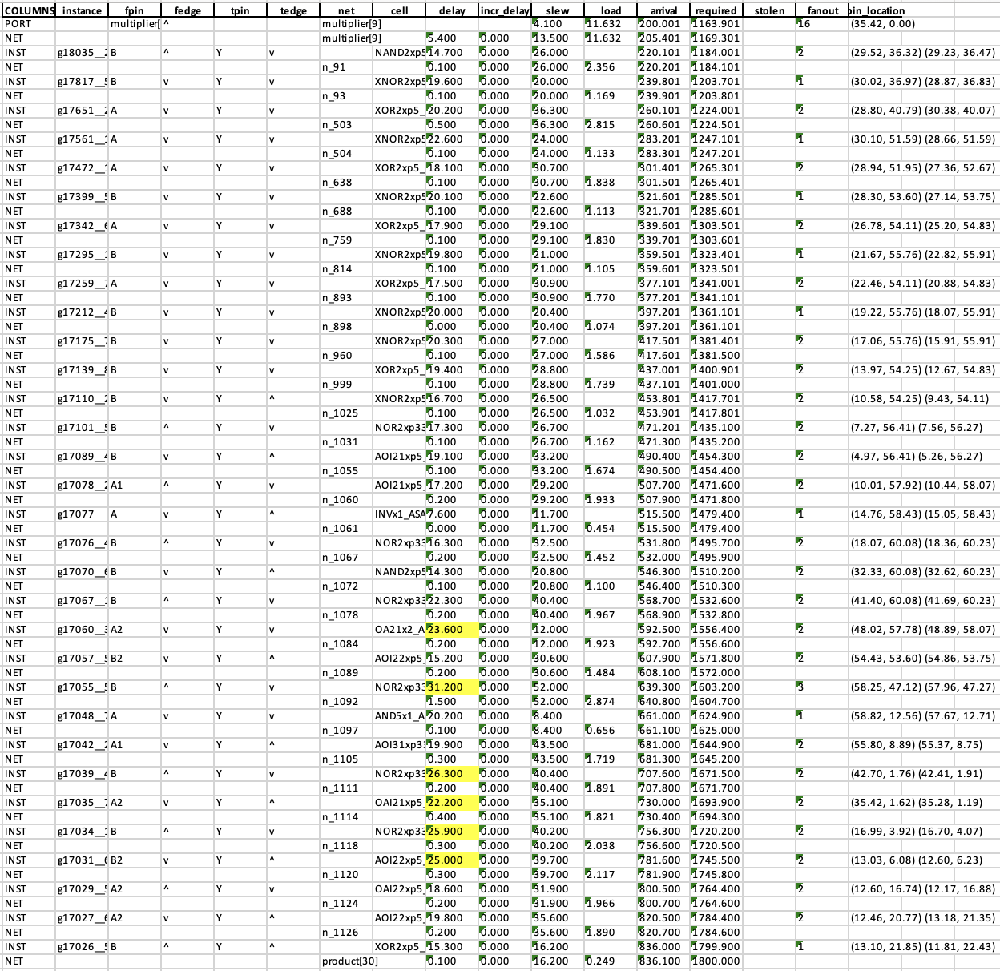 COLUMNS instance fpin fedge tpin tedge net cell delay incr_delay slew load arrival required stolen fanout pin_location
PORT multiplier[ ^ multiplier[9] 4.100 11.632 200.001 1163.901 16 (35.42, 0.00)
NET multiplier[9] 5.400 0.000 13.500 11.632 205.401 1169.301
INST g18035__2 B ^ Y v NAND2xp5 14.700 0.000 26.000 220.101 1184.001 2 (29.52, 36.32) (29.23, 36.47)
NET n_91 0.100 0.000 26.000 2.356 220.201 1184.101
INST g17817__5 B v Y v XNOR2xp5 19.600 0.000 20.000 239.801 1203.701 1 (30.02, 36.97) (28.87, 36.83)
NET n_93 0.100 0.000 20.000 1.169 239.901 1203.801
INST g17651__2 A v Y v XOR2xp5_ 20.200 0.000 36.300 260.101 1224.001 2 (28.80, 40.79) (30.38, 40.07)
NET n_503 0.500 0.000 36.300 2.815 260.601 1224.501
INST g17561__1 A v Y v XNOR2xp5 22.600 0.000 24.000 283.201 1247.101 1 (30.10, 51.59) (28.66, 51.59)
NET n_504 0.100 0.000 24.000 1.133 283.301 1247.201
INST g17472__1 A v Y v XOR2xp5_ 18.100 0.000 30.700 301.401 1265.301 2 (28.94, 51.95) (27.36, 52.67)
NET n_638 0.100 0.000 30.700 1.838 301.501 1265.401
INST g17399__5 B v Y v XNOR2xp5 20.100 0.000 22.600 321.601 1285.501 1 (28.30, 53.60) (27.14, 53.75)
NET n_688 0.100 0.000 22.600 1.113 321.701 1285.601
INST g17342__6 A v Y v XOR2xp5_ 17.900 0.000 29.100 339.601 1303.501 2 (26.78, 54.11) (25.20, 54.83)
NET n_759 0.100 0.000 29.100 1.830 339.701 1303.601
INST g17295__1 B v Y v XNOR2xp5 19.800 0.000 21.000 359.501 1323.401 1 (21.67, 55.76) (22.82, 55.91)
NET n_814 0.100 0.000 21.000 1.105 359.601 1323.501
INST g17259__7 A v Y v XOR2xp5_ 17.500 0.000 30.900 377.101 1341.001 2 (22.46, 54.11) (20.88, 54.83)
NET n_893 0.100 0.000 30.900 1.770 377.201 1341.101
INST g17212__4 B v Y v XNOR2xp5 20.000 0.000 20.400 397.201 1361.101 1 (19.22, 55.76) (18.07, 55.91)
NET n_898 0.000 0.000 20.400 1.074 397.201 1361.101
INST g17175__7 B v Y v XNOR2xp5 20.300 0.000 27.000 417.501 1381.401 2 (17.06, 55.76) (15.91, 55.91)
NET n_960 0.100 0.000 27.000 1.586 417.601 1381.500
INST g17139__8 B v Y v XOR2xp5_ 19.400 0.000 28.800 437.001 1400.901 2 (13.97, 54.25) (12.67, 54.83)
NET n_999 0.100 0.000 28.800 1.739 437.101 1401.000
INST g17110__2 B v Y ^ XNOR2xp5 16.700 0.000 26.500 453.801 1417.701 2 (10.58, 54.25) (9.43, 54.11)
NET n_1025 0.100 0.000 26.500 1.032 453.901 1417.801
INST g17101__5 B ^ Y v NOR2xp33 17.300 0.000 26.700 471.201 1435.100 2 (7.27, 56.41) (7.56, 56.27)
NET n_1031 0.100 0.000 26.700 1.162 471.300 1435.200
INST g17089__4 B v Y ^ AOI21xp5_ 19.100 0.000 33.200 490.400 1454.300 2 (4.97, 56.41) (5.26, 56.27)
NET n_1055 0.100 0.000 33.200 1.674 490.500 1454.400
INST g17078__2 A1 ^ Y v AOI21xp5_ 17.200 0.000 29.200 507.700 1471.600 2 (10.01, 57.92) (10.44, 58.07)
NET n_1060 0.200 0.000 29.200 1.933 507.900 1471.800
INST g17077 A v Y ^ INVx1_ASA 7.600 0.000 11.700 515.500 1479.400 1 (14.76, 58.43) (15.05, 58.43)
NET n_1061 0.000 0.000 11.700 0.454 515.500 1479.400
INST g17076__4 B ^ Y v NOR2xp33 16.300 0.000 32.500 531.800 1495.700 2 (18.07, 60.08) (18.36, 60.23)
NET n_1067 0.200 0.000 32.500 1.452 532.000 1495.900
INST g17070__6 B v Y ^ NAND2xp5 14.300 0.000 20.800 546.300 1510.200 2 (32.33, 60.08) (32.62, 60.23)
NET n_1072 0.100 0.000 20.800 1.100 546.400 1510.300
INST g17067__1 B ^ Y v NOR2xp33 22.300 0.000 40.400 568.700 1532.600 2 (41.40, 60.08) (41.69, 60.23)
NET n_1078 0.200 0.000 40.400 1.967 568.900 1532.800
INST g17060__3 A2 v Y v OA21x2_A 23.600 0.000 12.000 592.500 1556.400 2 (48.02, 57.78) (48.89, 58.07)
NET n_1084 0.200 0.000 12.000 1.923 592.700 1556.600
INST g17057__5 B2 v Y ^ AOI22xp5_ 15.200 0.000 30.600 607.900 1571.800 2 (54.43, 53.60) (54.86, 53.75)
NET n_1089 0.200 0.000 30.600 1.484 608.100 1572.000
INST g17055__5 B ^ Y v NOR2xp33 31.200 0.000 52.000 639.300 1603.200 3 (58.25, 47.12) (57.96, 47.27)
NET n_1092 1.500 0.000 52.000 2.874 640.800 1604.700
INST g17048__7 A v Y v AND5x1_A 20.200 0.000 8.400 661.000 1624.900 1 (58.82, 12.56) (57.67, 12.71)
NET n_1097 0.100 0.000 8.400 0.656 661.100 1625.000
INST g17042__2 A1 v Y ^ AOI31xp3 19.900 0.000 43.500 681.000 1644.900 2 (55.80, 8.89) (55.37, 8.75)
NET n_1105 0.300 0.000 43.500 1.719 681.300 1645.200
INST g17039__4 B ^ Y v NOR2xp33 26.300 0.000 40.400 707.600 1671.500 2 (42.70, 1.76) (42.41, 1.91)
NET n_1111 0.200 0.000 40.400 1.891 707.800 1671.700
INST g17035__7 A2 v Y ^ OAI21xp5_ 22.200 0.000 35.100 730.000 1693.900 2 (35.42, 1.62) (35.28, 1.19)
NET n_1114 0.400 0.000 35.100 1.821 730.400 1694.300
INST g17034__1 B ^ Y v NOR2xp33 25.900 0.000 40.200 756.300 1720.200 2 (16.99, 3.92) (16.70, 4.07)
NET n_1118 0.300 0.000 40.200 2.038 756.600 1720.500
INST g17031__6 B2 v Y ^ AOI22xp5_ 25.000 0.000 39.700 781.600 1745.500 2 (13.03, 6.08) (12.60, 6.23)
NET n_1120 0.300 0.000 39.700 2.117 781.900 1745.800
INST g17029__5 A2 ^ Y v OAI22xp5_ 18.600 0.000 31.900 800.500 1764.400 2 (12.60, 16.74) (12.17, 16.88)
NET n_1124 0.200 0.000 31.900 1.966 800.700 1764.600
INST g17027__6 A2 v Y ^ AOI22xp5_ 19.800 0.000 35.600 820.500 1784.400 2 (12.46, 20.77) (13.18, 21.35)
NET n_1126 0.200 0.000 35.600 1.890 820.700 1784.600
INST g17026__5 B ^ Y ^ XOR2xp5_ 15.300 0.000 16.200 836.000 1799.900 1 (13.10, 21.85) (11.81, 22.43)
NET product[30] 0.100 0.000 16.200 0.249 836.100 1800.000